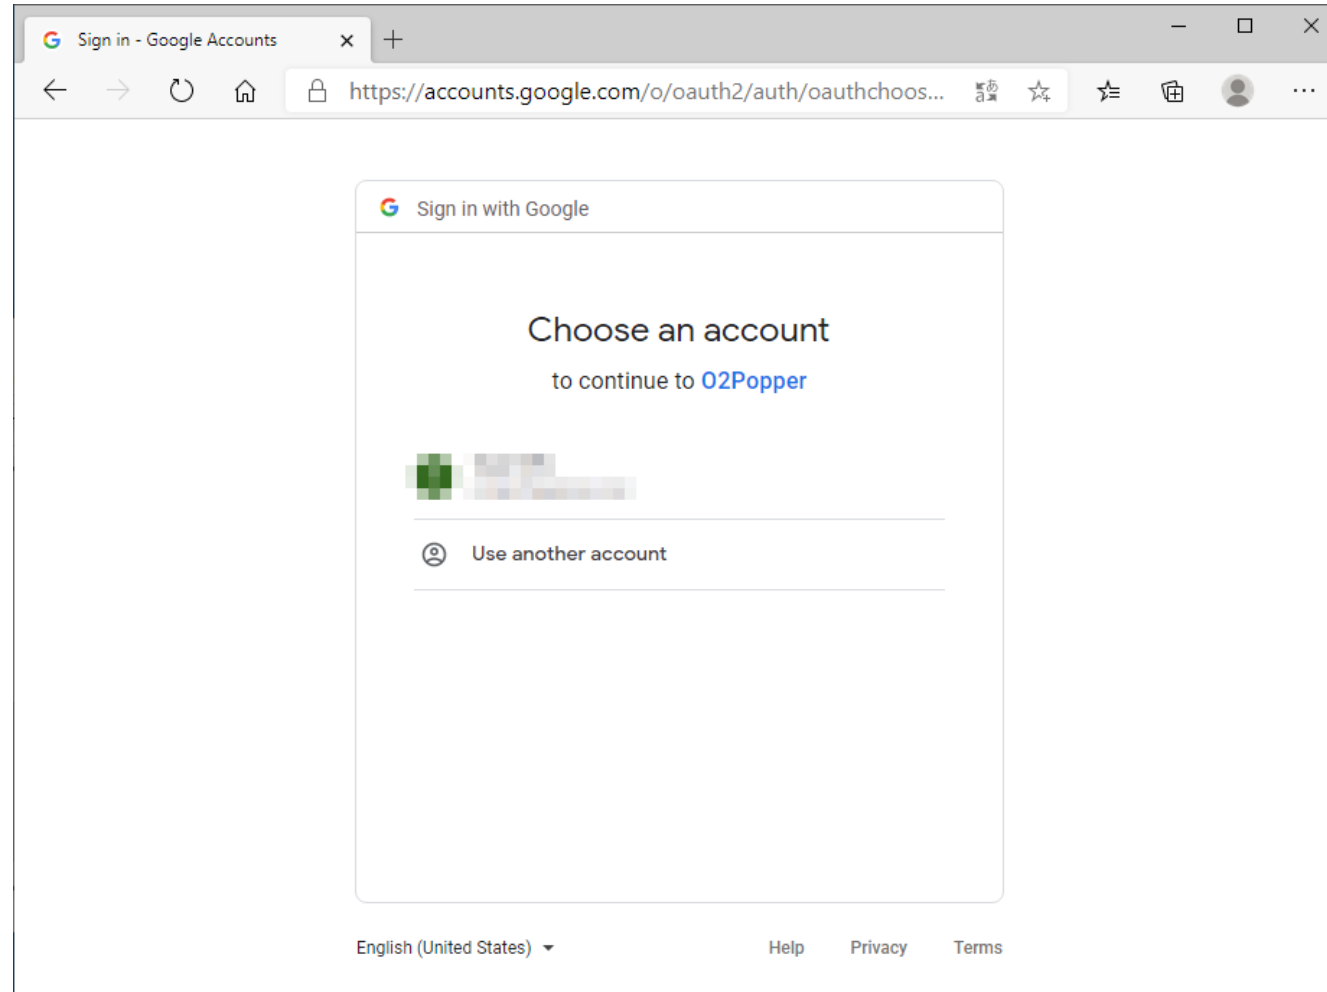 Sign in - Google Accounts
https://accounts.google.com/o/oauth2/auth/oauthchoos...
Sign in with Google
Choose an account
to continue to O2Popper
Use another account
English (United States)
Help Privacy Terms